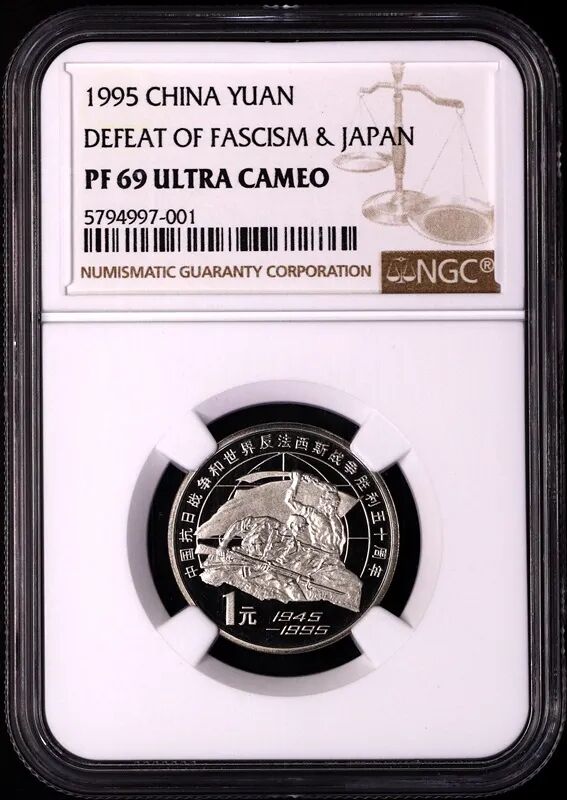 1995 CHINA YUAN
DEFEAT OF FASCISM & JAPAN
PF 69 ULTRA CAMEO
5794997-001
NUMISMATIC GUARANTY CORPORATION
NGC®
中国抗日战争和世界反法西斯战争胜利五十周年
1元
1945
-1995